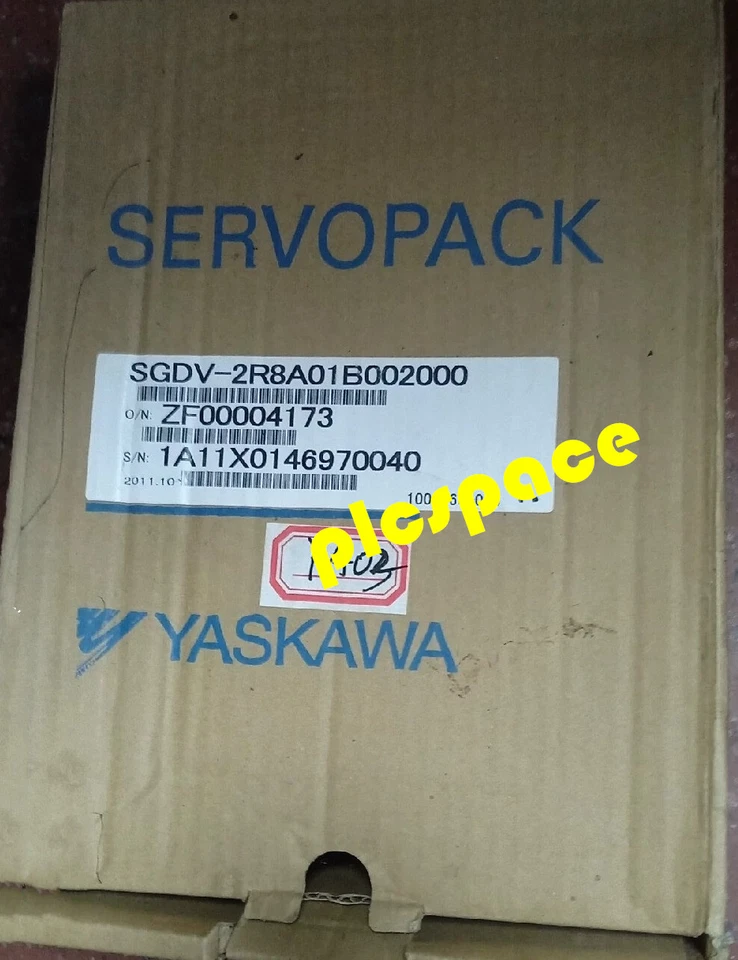 SERVOPACK
SGDV-2R8A01B002000
O/N: ZF00004173
S/N: 1A11X0146970040
2011.10
plcspace
YASKAWA